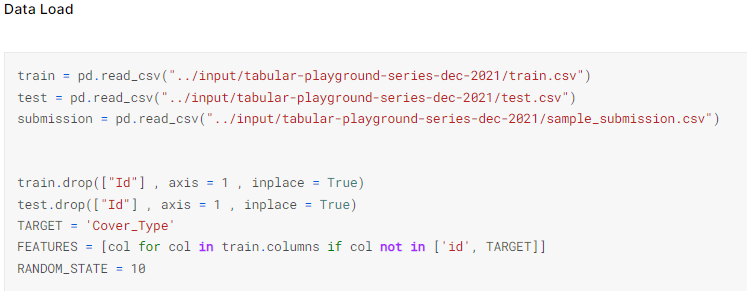 Data Load
train = pd.read_csv("../input/tabular-playground-series-dec-2021/train.csv")
test = pd.read_csv("../input/tabular-playground-series-dec-2021/test.csv")
submission = pd.read_csv("../input/tabular-playground-series-dec-2021/sample_submission.csv")
train.drop(["Id"] , axis = 1 , inplace = True)
test.drop(["Id"] , axis = 1 , inplace = True)
TARGET = 'Cover_Type'
FEATURES = [col for col in train.columns if col not in ['id', TARGET]]
RANDOM_STATE = 10